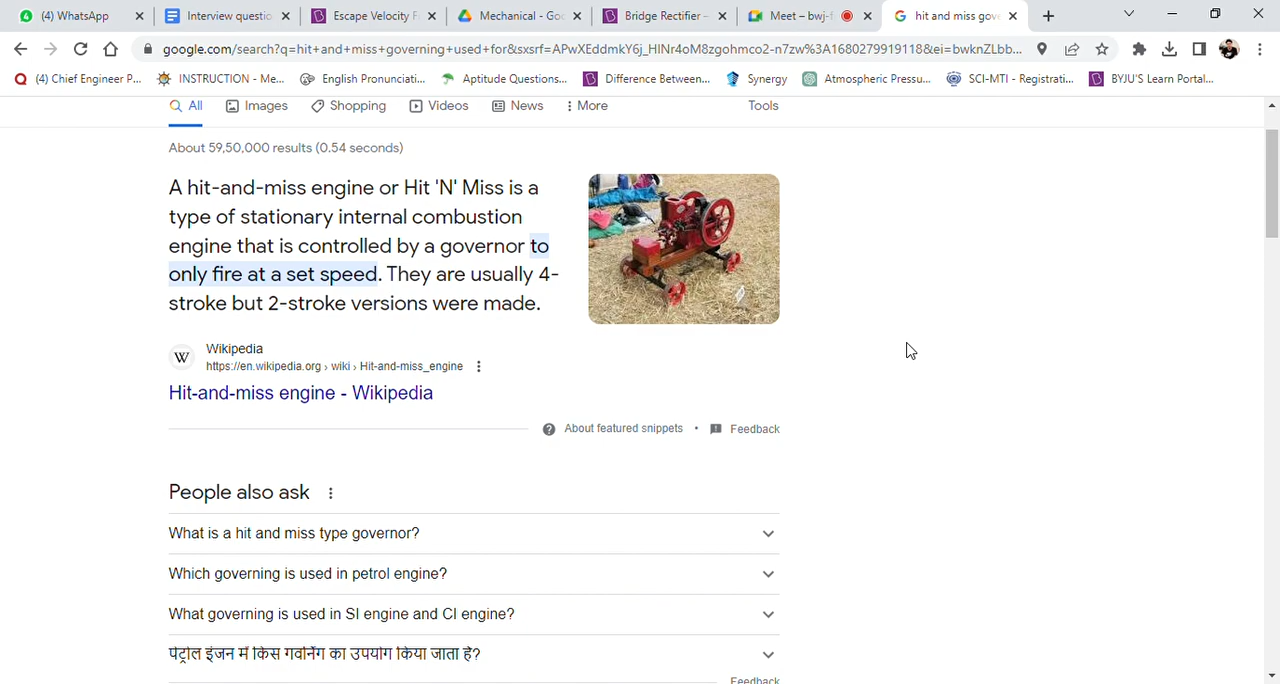 (4) WhatsApp
Interview questio
Escape Velocity F
Mechanical - Goo
Bridge Rectifier -
Meet – bwj-f
hit and miss gove
google.com/search?q=hit+and+miss+governing+used+for&sxsrf=APwXEddmkY6j_HINr4oM8zgohmco2-n7zw%3A1680279919118&ei=bwknZLbb...
(4) Chief Engineer P...
INSTRUCTION - Me...
English Pronunciati...
Aptitude Questions...
Difference Between...
Synergy
Atmospheric Pressu...
SCI-MTI - Registrati...
BYJU'S Learn Portal...
All
Images
Shopping
Videos
News
More
Tools
About 59,50,000 results (0.54 seconds)
A hit-and-miss engine or Hit 'N' Miss is a
type of stationary internal combustion
engine that is controlled by a governor to
only fire at a set speed. They are usually 4-
stroke but 2-stroke versions were made.
W
Wikipedia
https://en.wikipedia.org › wiki › Hit-and-miss_engine
Hit-and-miss engine - Wikipedia
About featured snippets • Feedback
People also ask
What is a hit and miss type governor?
Which governing is used in petrol engine?
What governing is used in SI engine and CI engine?
पेट्रोल इंजन में किस गवर्निंग का उपयोग किया जाता है?
Feedback